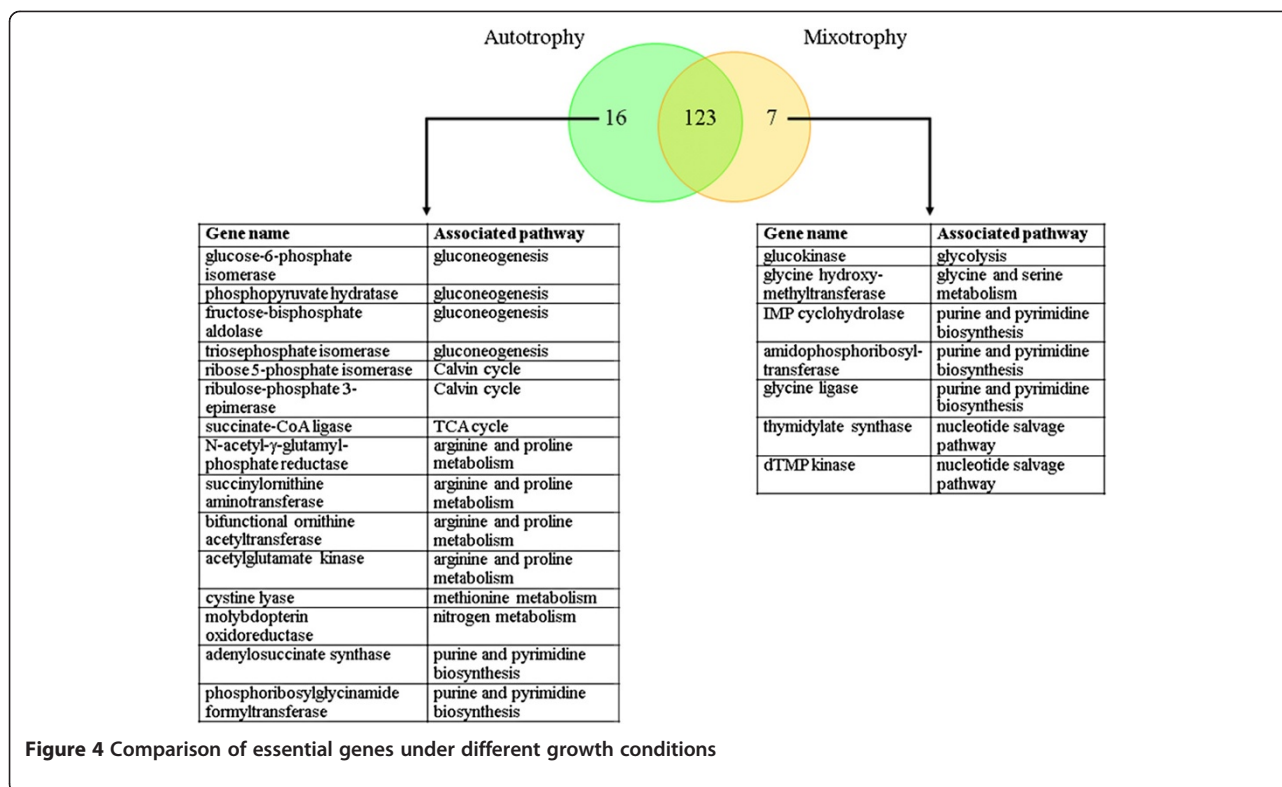 Autotrophy
Mixotrophy
16
123
7
Gene name Associated pathway
glucose-6-phosphate gluconeogenesis
isomerase
phosphopyruvate hydratase gluconeogenesis
fructose-bisphosphate gluconeogenesis
aldolase
triosephosphate isomerase gluconeogenesis
ribose 5-phosphate isomerase Calvin cycle
ribulose-phosphate 3- Calvin cycle
epimerase
succinate-CoA ligase TCA cycle
N-acetyl-γ-glutamyl- arginine and proline
phosphate reductase metabolism
succinylornithine arginine and proline
aminotransferase metabolism
bifunctional ornithine arginine and proline
acetyltransferase metabolism
acetylglutamate kinase arginine and proline
metabolism
cystine lyase methionine metabolism
molybdopterin nitrogen metabolism
oxidoreductase
adenylosuccinate synthase purine and pyrimidine
biosynthesis
phosphoribosylglycinamide purine and pyrimidine
formyltransferase biosynthesis
Gene name Associated pathway
glucokinase glycolysis
glycine hydroxy- glycine and serine
methyltransferase metabolism
IMP cyclohydrolase purine and pyrimidine
biosynthesis
amidophosphoribosyl- purine and pyrimidine
transferase biosynthesis
glycine ligase purine and pyrimidine
biosynthesis
thymidylate synthase nucleotide salvage
pathway
dTMP kinase nucleotide salvage
pathway
Figure 4 Comparison of essential genes under different growth conditions